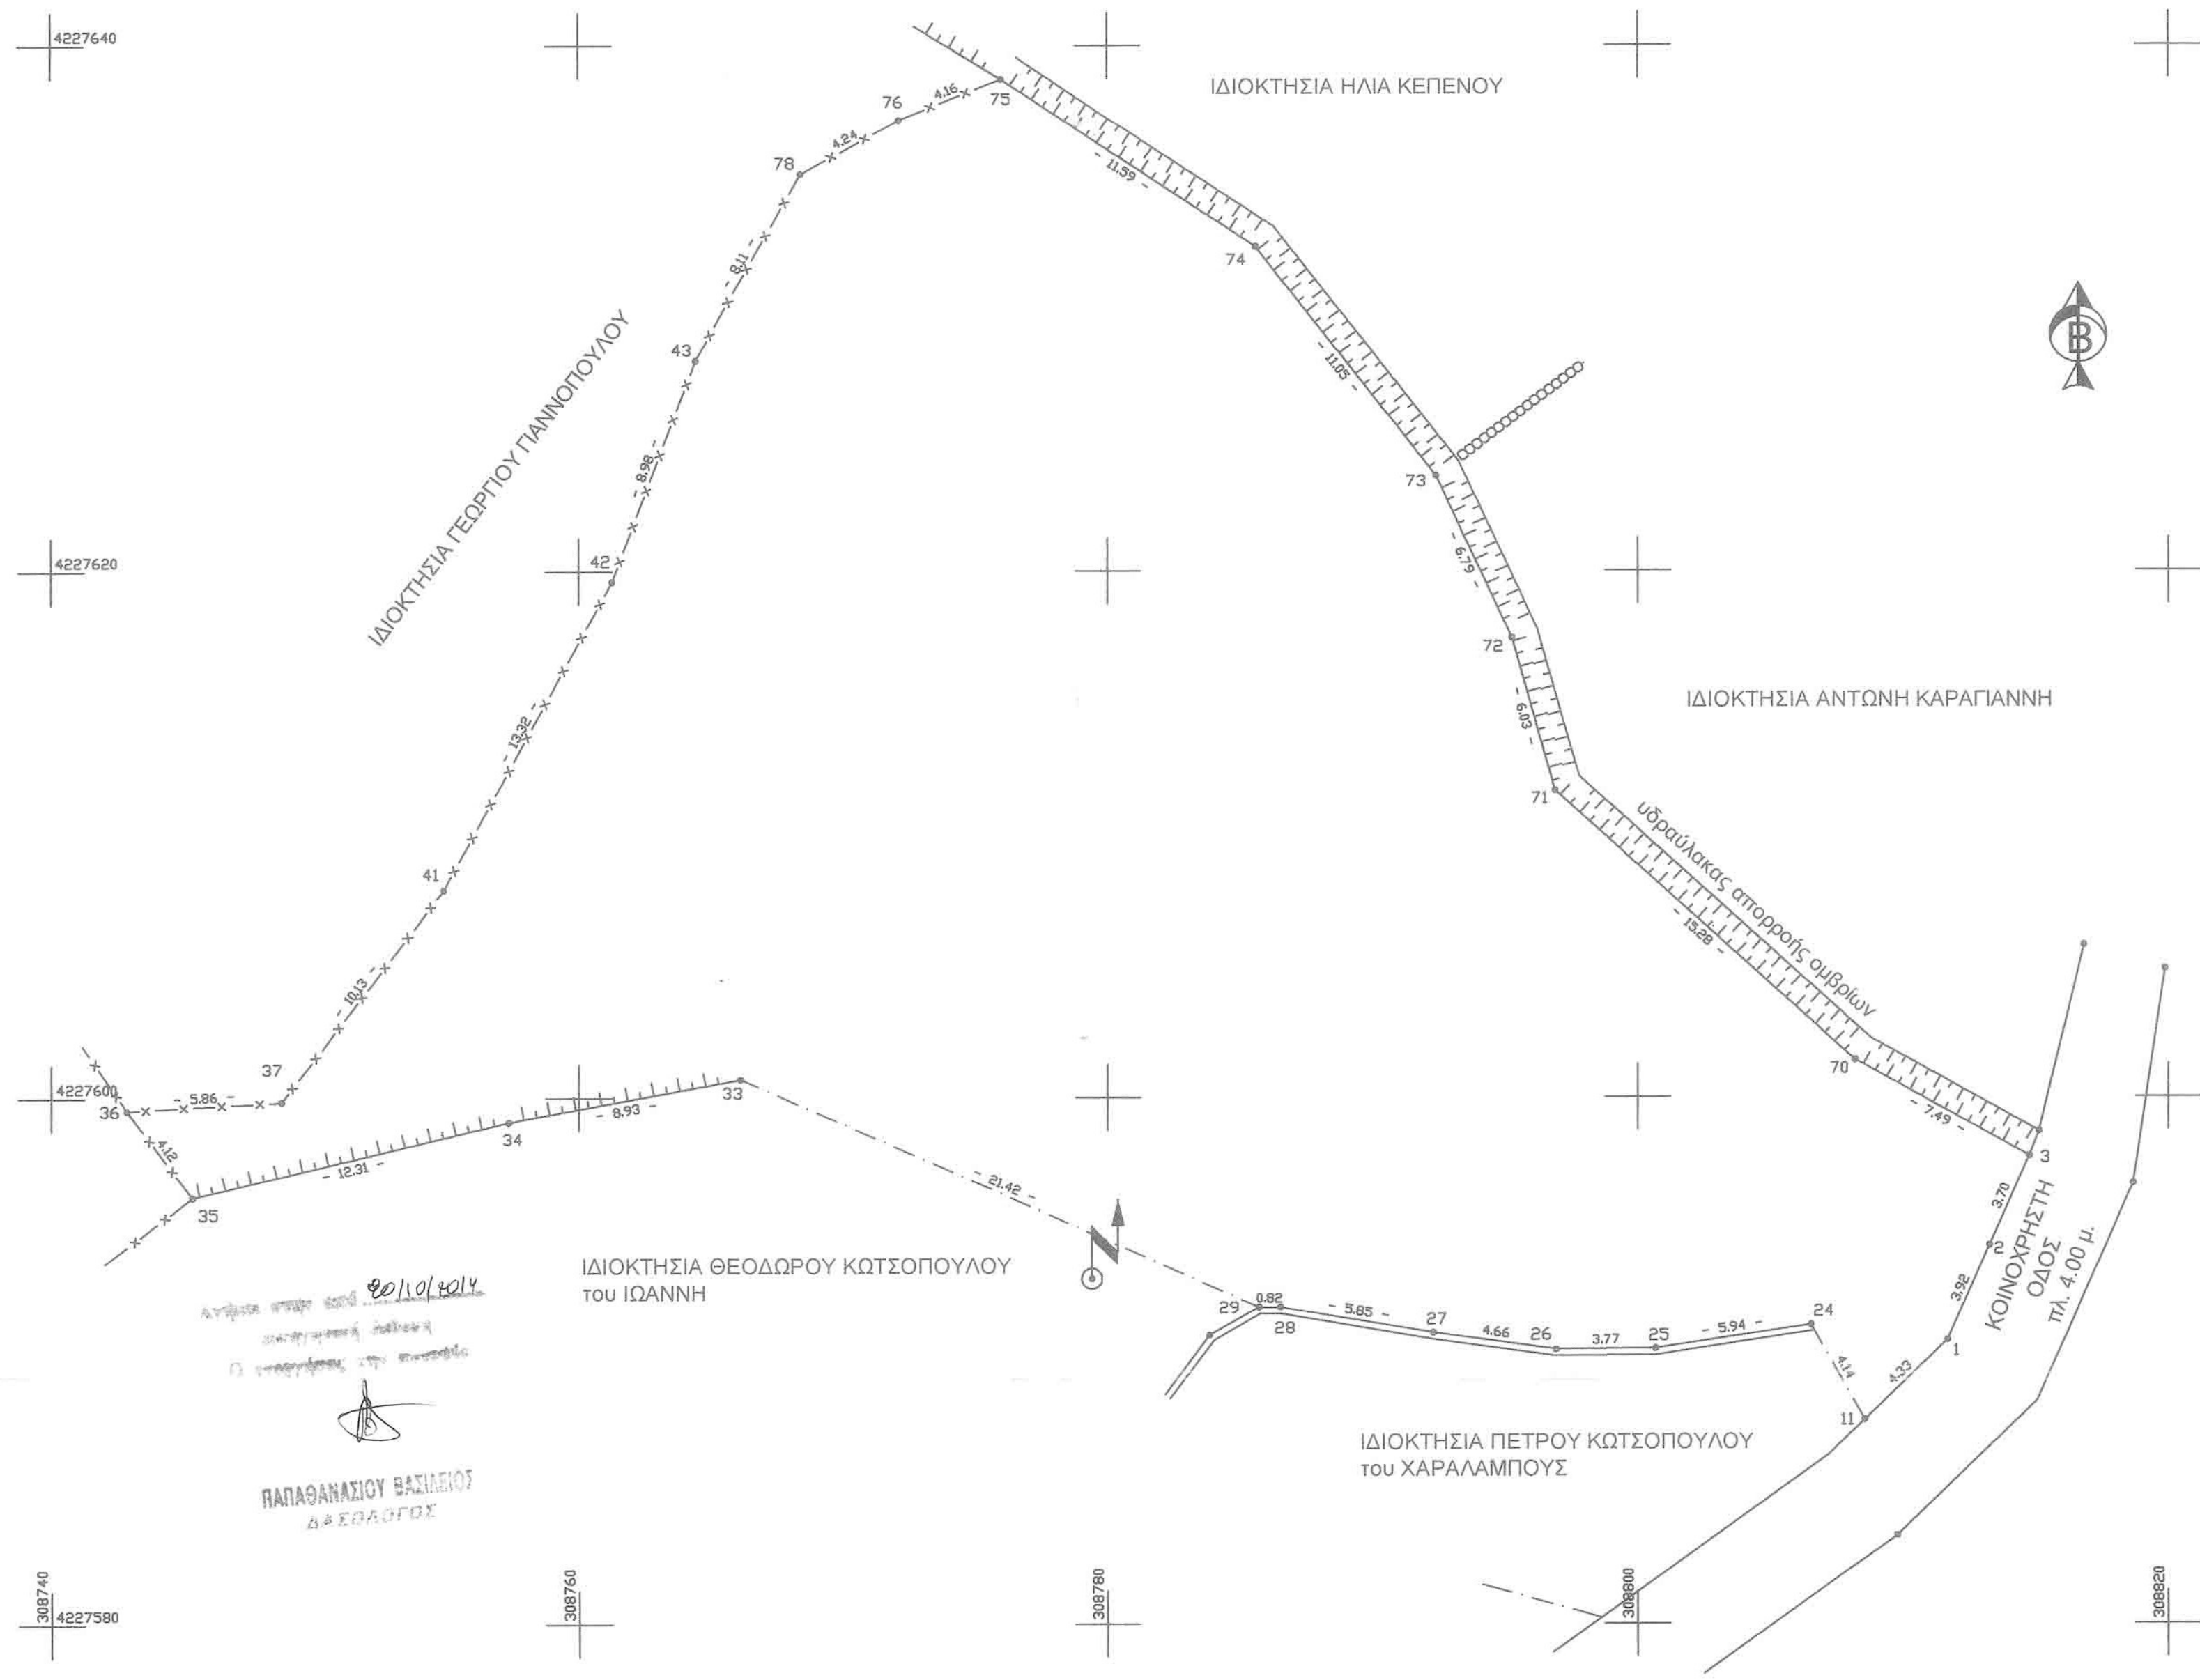 4227640
ΙΔΙΟΚΤΗΣΙΑ ΗΛΙΑ ΚΕΠΕΝΟΥ
75
4.16
76
4.24
78
- 11.59 -
74
- 8.11 -
43
ΙΔΙΟΚΤΗΣΙΑ ΓΕΩΡΓΙΟΥ ΓΙΑΝΝΟΠΟΥΛΟΥ
- 11.05 -
B
- 8.98 -
73
4227620
42
- 6.79 -
72
ΙΔΙΟΚΤΗΣΙΑ ΑΝΤΩΝΗ ΚΑΡΑΓΙΑΝΝΗ
- 6.03 -
- 13.32 -
71
υδραύλακας απορροής ομβρίων
41
- 15.28 -
- 10.13 -
37
70
4227600
36
- 5.86 -
33
- 8.93 -
- 7.49 -
34
4.12
- 12.31 -
3
35
- 21.42 -
3.70
ΚΟΙΝΟΧΡΗΣΤΗ
ΟΔΟΣ
πλ. 4.00 μ.
2
ΙΔΙΟΚΤΗΣΙΑ ΘΕΟΔΩΡΟΥ ΚΩΤΣΟΠΟΥΛΟΥ
του ΙΩΑΝΝΗ
20/10/2014
3.92
29
0.82
28
- 5.85 -
27
4.66
26
3.77
25
- 5.94 -
24
1
4.14
4.33
11
ΙΔΙΟΚΤΗΣΙΑ ΠΕΤΡΟΥ ΚΩΤΣΟΠΟΥΛΟΥ
του ΧΑΡΑΛΑΜΠΟΥΣ
ΠΑΠΑΘΑΝΑΣΙΟΥ ΒΑΣΙΛΕΙΟΣ
ΔΑΣΟΛΟΓΟΣ
308740
4227580
308760
308780
308800
308820